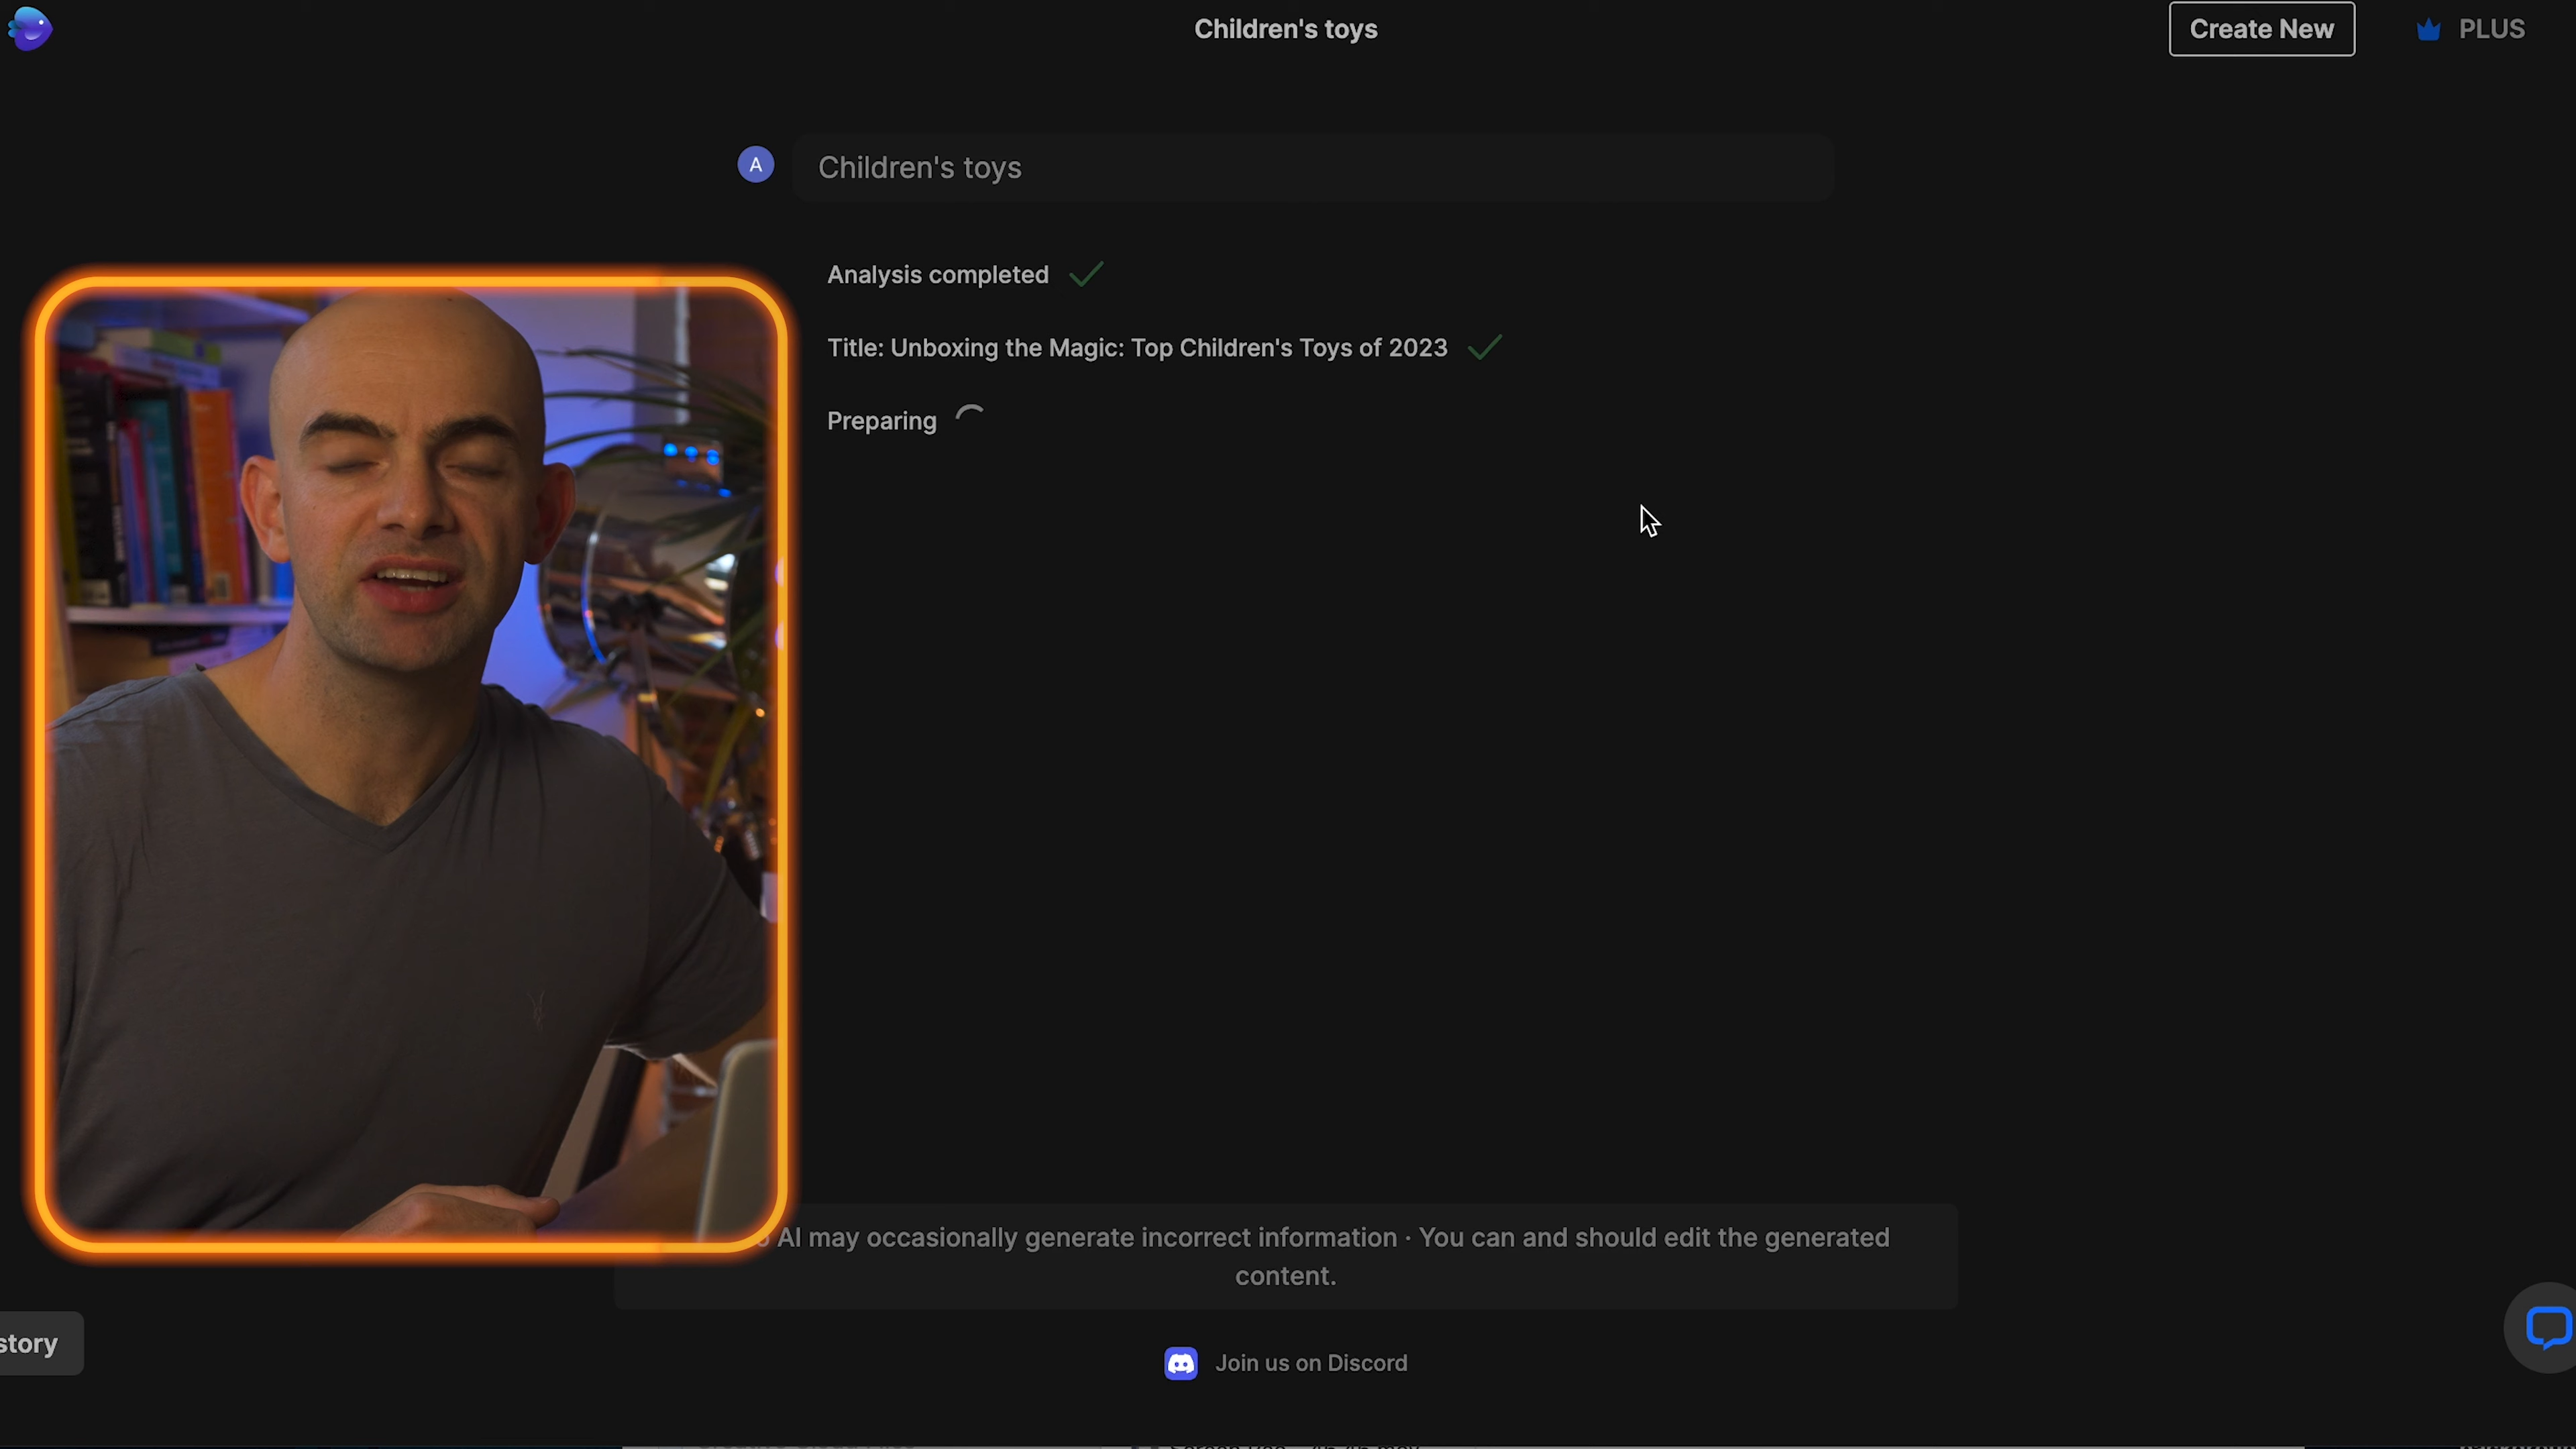 Children's toys
Create New
PLUS
A
Children's toys
Analysis completed
Title: Unboxing the Magic: Top Children's Toys of 2023
Preparing
AI may occasionally generate incorrect information · You can and should edit the generated
content.
story
Join us on Discord